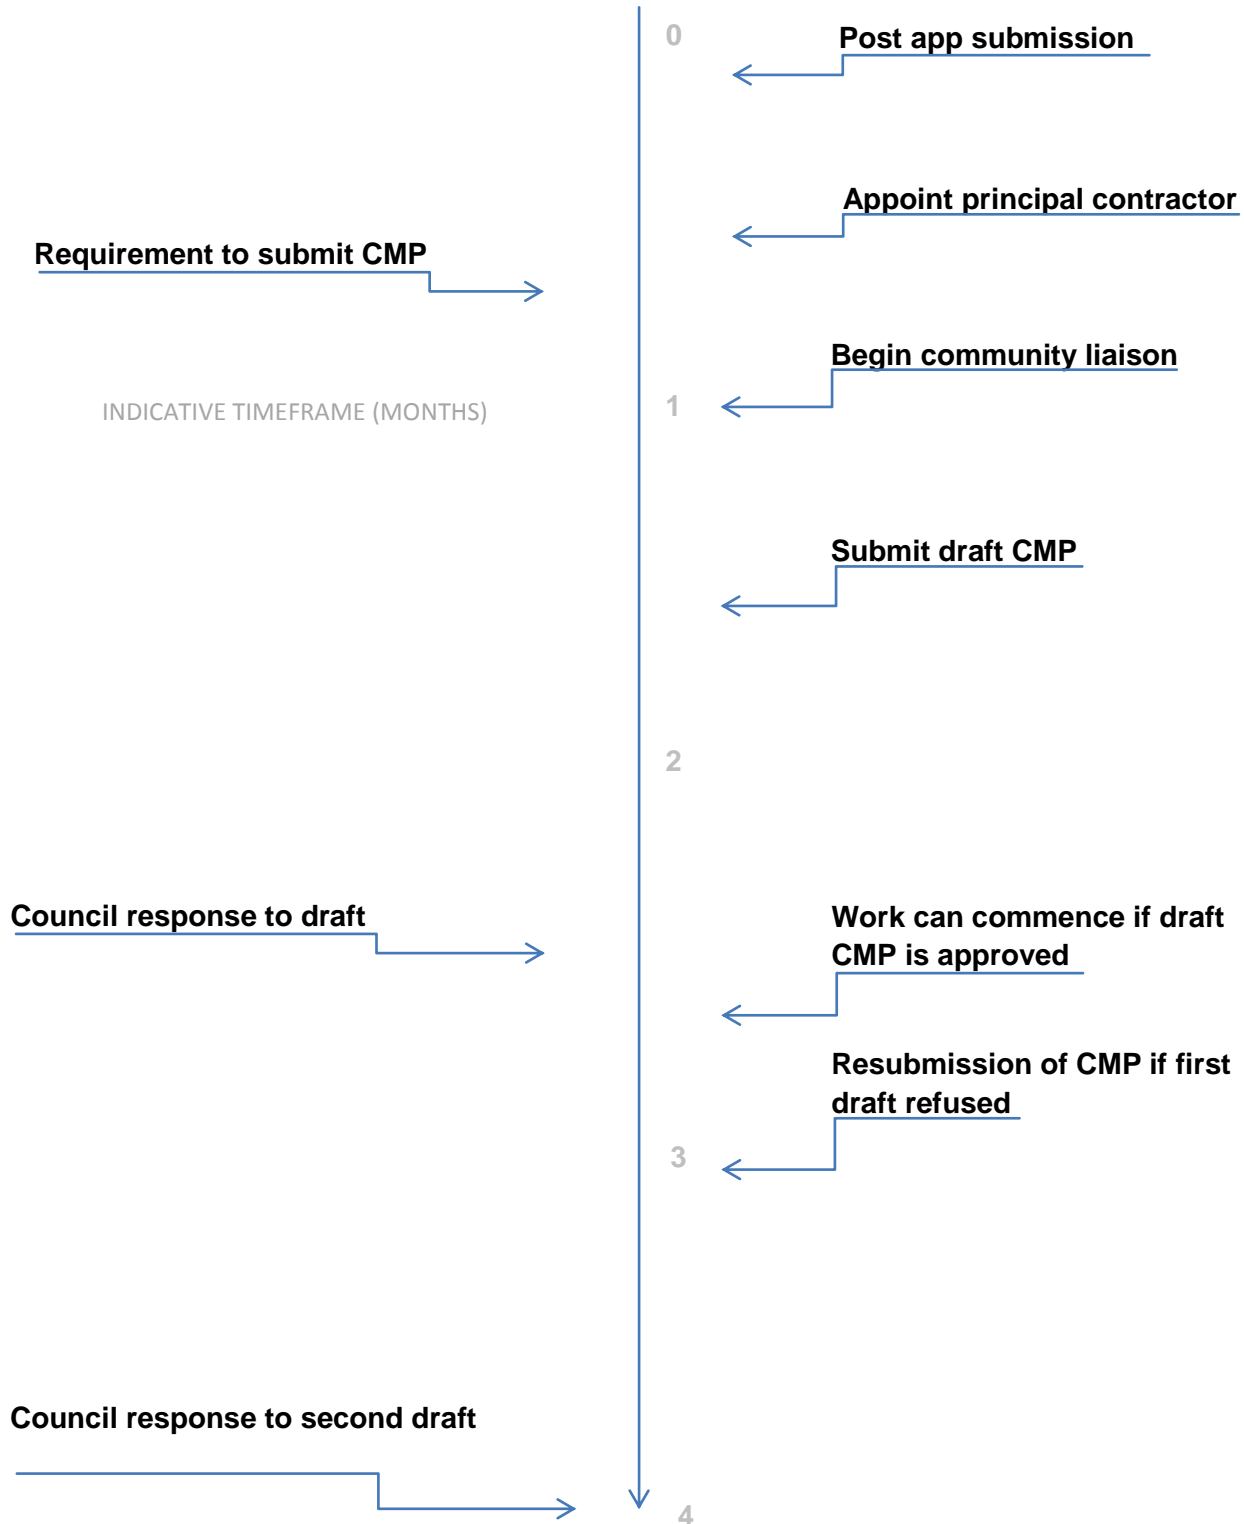 0
Post app submission
Appoint principal contractor
Requirement to submit CMP
Begin community liaison
INDICATIVE TIMEFRAME (MONTHS)
1
Submit draft CMP
2
Council response to draft
Work can commence if draft
CMP is approved
Resubmission of CMP if first
draft refused
3
Council response to second draft
4